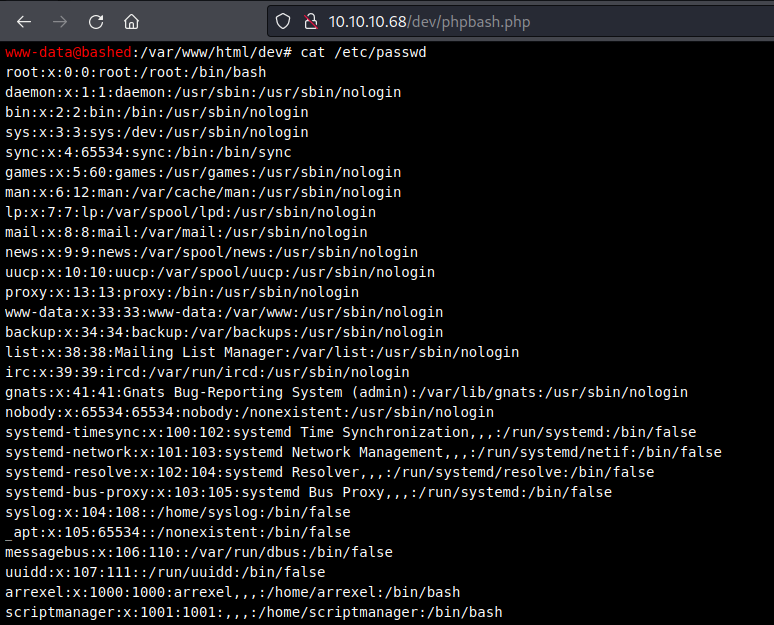 10.10.10.68/dev/phpbash.php
www-data@bashed:/var/www/html/dev# cat /etc/passwd
root:x:0:0:root:/root:/bin/bash
daemon:x:1:1:daemon:/usr/sbin:/usr/sbin/nologin
bin:x:2:2:bin:/bin:/usr/sbin/nologin
sys:x:3:3:sys:/dev:/usr/sbin/nologin
sync:x:4:65534:sync:/bin:/bin/sync
games:x:5:60:games:/usr/games:/usr/sbin/nologin
man:x:6:12:man:/var/cache/man:/usr/sbin/nologin
lp:x:7:7:lp:/var/spool/lpd:/usr/sbin/nologin
mail:x:8:8:mail:/var/mail:/usr/sbin/nologin
news:x:9:9:news:/var/spool/news:/usr/sbin/nologin
uucp:x:10:10:uucp:/var/spool/uucp:/usr/sbin/nologin
proxy:x:13:13:proxy:/bin:/usr/sbin/nologin
www-data:x:33:33:www-data:/var/www:/usr/sbin/nologin
backup:x:34:34:backup:/var/backups:/usr/sbin/nologin
list:x:38:38:Mailing List Manager:/var/list:/usr/sbin/nologin
irc:x:39:39:ircd:/var/run/ircd:/usr/sbin/nologin
gnats:x:41:41:Gnats Bug-Reporting System (admin):/var/lib/gnats:/usr/sbin/nologin
nobody:x:65534:65534:nobody:/nonexistent:/usr/sbin/nologin
systemd-timesync:x:100:102:systemd Time Synchronization,,,:/run/systemd:/bin/false
systemd-network:x:101:103:systemd Network Management,,,:/run/systemd/netif:/bin/false
systemd-resolve:x:102:104:systemd Resolver,,,:/run/systemd/resolve:/bin/false
systemd-bus-proxy:x:103:105:systemd Bus Proxy,,,:/run/systemd:/bin/false
syslog:x:104:108::/home/syslog:/bin/false
_apt:x:105:65534::/nonexistent:/bin/false
messagebus:x:106:110::/var/run/dbus:/bin/false
uuidd:x:107:111::/run/uuidd:/bin/false
arrexel:x:1000:1000:arrexel,,,:/home/arrexel:/bin/bash
scriptmanager:x:1001:1001:,,,:/home/scriptmanager:/bin/bash